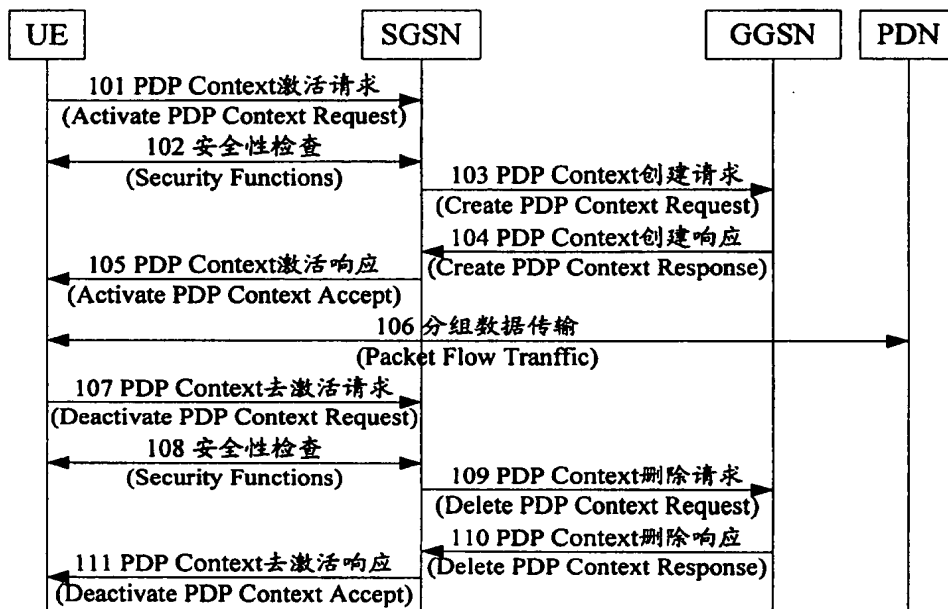 UE
SGSN
GGSN
PDN
101 PDP Context激活请求
(Activate PDP Context Request)
102 安全性检查
(Security Functions)
103 PDP Context创建请求
(Create PDP Context Request)
104 PDP Context创建响应
(Create PDP Context Response)
105 PDP Context激活响应
(Activate PDP Context Accept)
106 分组数据传输
(Packet Flow Tranffic)
107 PDP Context去激活请求
(Deactivate PDP Context Request)
108 安全性检查
(Security Functions)
109 PDP Context删除请求
(Delete PDP Context Request)
110 PDP Context删除响应
(Delete PDP Context Response)
111 PDP Context去激活响应
(Deactivate PDP Context Accept)